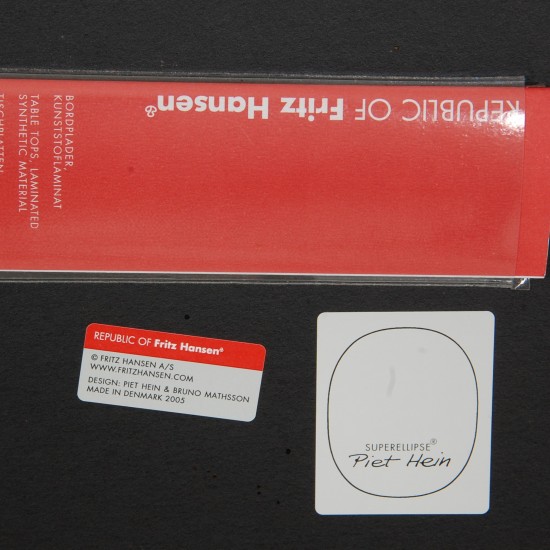 REPUBLIC OF Fritz Hansen®
BORDPLADER,
KUNSTSTOFLAMINAT
TABLE TOPS, LAMINATED
SYNTHETIC MATERIAL
REPUBLIC OF Fritz Hansen®
© FRITZ HANSEN A/S
WWW.FRITZHANSEN.COM
DESIGN: PIET HEIN & BRUNO MATHSSON
MADE IN DENMARK 2005
SUPERELLIPSE®
Piet Hein